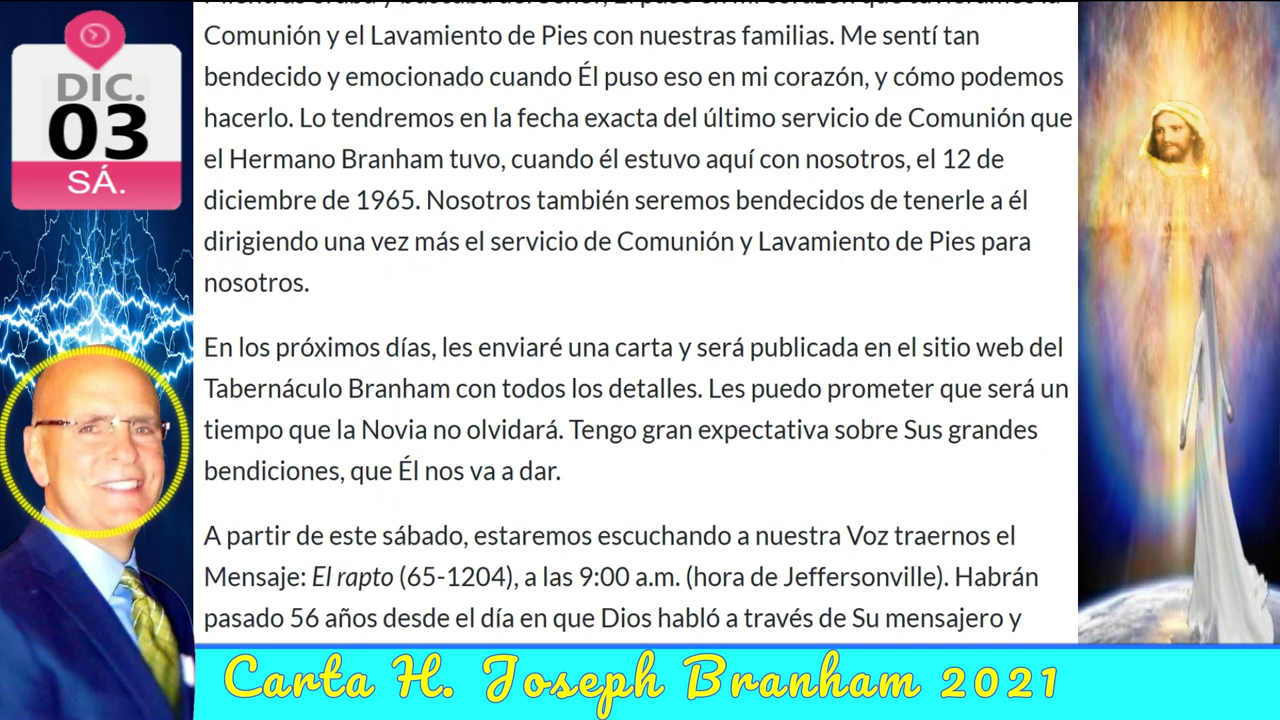 DIC.
03
SÁ.
Comunión y el Lavamiento de Pies con nuestras familias. Me sentí tan
bendecido y emocionado cuando Él puso eso en mi corazón, y cómo podemos
hacerlo. Lo tendremos en la fecha exacta del último servicio de Comunión que
el Hermano Branham tuvo, cuando él estuvo aquí con nosotros, el 12 de
diciembre de 1965. Nosotros también seremos bendecidos de tenerle a él
dirigiendo una vez más el servicio de Comunión y Lavamiento de Pies para
nosotros.
En los próximos días, les enviaré una carta y será publicada en el sitio web del
Tabernáculo Branham con todos los detalles. Les puedo prometer que será un
tiempo que la Novia no olvidará. Tengo gran expectativa sobre Sus grandes
bendiciones, que Él nos va a dar.
A partir de este sábado, estaremos escuchando a nuestra Voz traernos el
Mensaje: El rapto (65-1204), a las 9:00 a.m. (hora de Jeffersonville). Habrán
pasado 56 años desde el día en que Dios habló a través de Su mensajero y
Carta H. Joseph Branham 2021